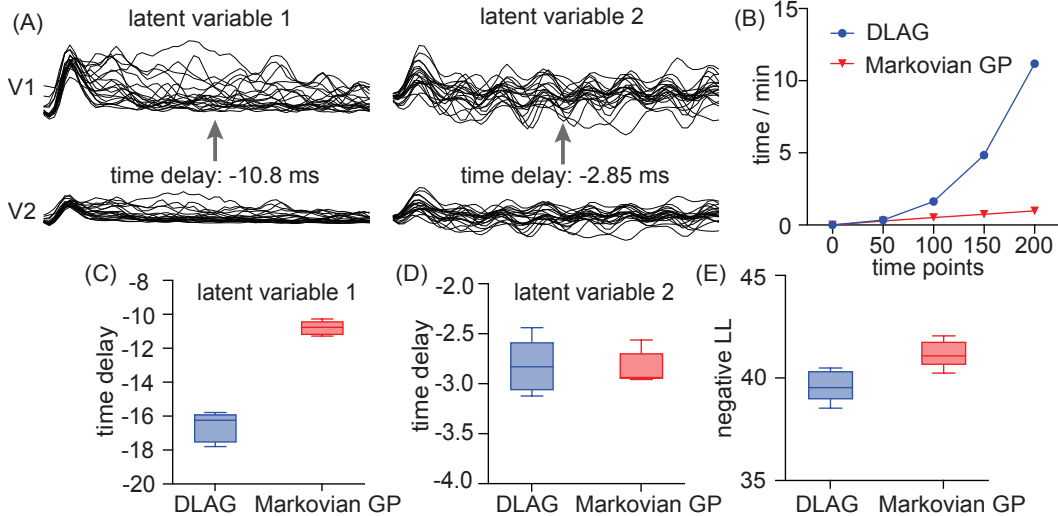 (A)
latent variable 1
latent variable 2
V1
time delay: -10.8 ms
time delay: -2.85 ms
V2
(B)
15
10
5
0
time / min
DLAG
Markovian GP
0 50 100 150 200
time points
(C)
latent variable 1
-8
-10
-12
-14
-16
-18
-20
time delay
DLAG Markovian GP
(D)
latent variable 2
-2.0
-2.5
-3.0
-3.5
-4.0
time delay
DLAG Markovian GP
(E)
45
40
35
negative LL
DLAG Markovian GP